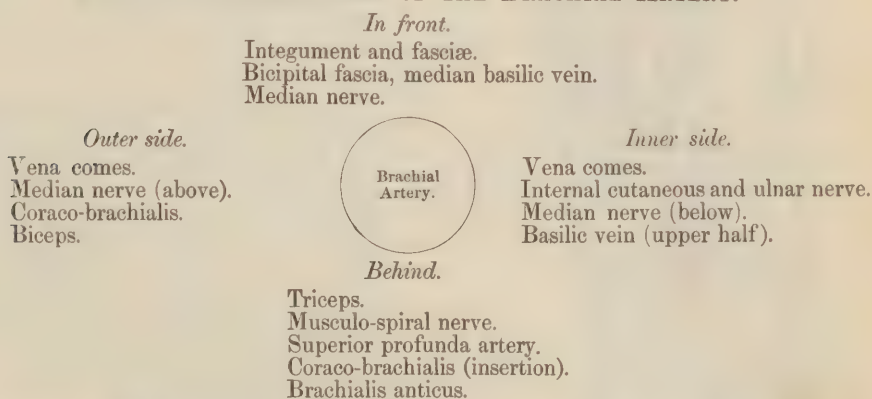 In front.
Integument and fasciæ.
Bicipital fascia, median basilic vein.
Median nerve.
Outer side.
Vena comes.
Median nerve (above).
Coraco-brachialis.
Biceps.
Brachial
Artery.
Inner side.
Vena comes.
Internal cutaneous and ulnar nerve.
Median nerve (below).
Basilic vein (upper half).
Behind.
Triceps.
Musculo-spiral nerve.
Superior profunda artery.
Coraco-brachialis (insertion).
Brachialis anticus.